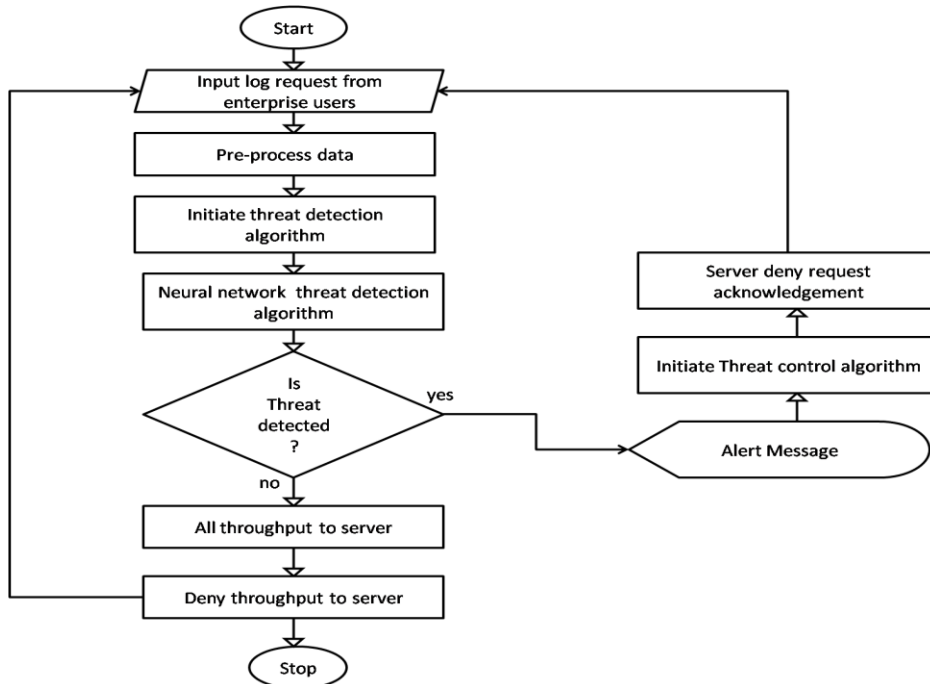 Start
Input log request from
enterprise users
Pre-process data
Initiate threat detection
algorithm
Neural network threat detection
algorithm
Is
Threat
detected
?
yes
no
All throughput to server
Deny throughput to server
Stop
Server deny request
acknowledgement
Initiate Threat control algorithm
Alert Message